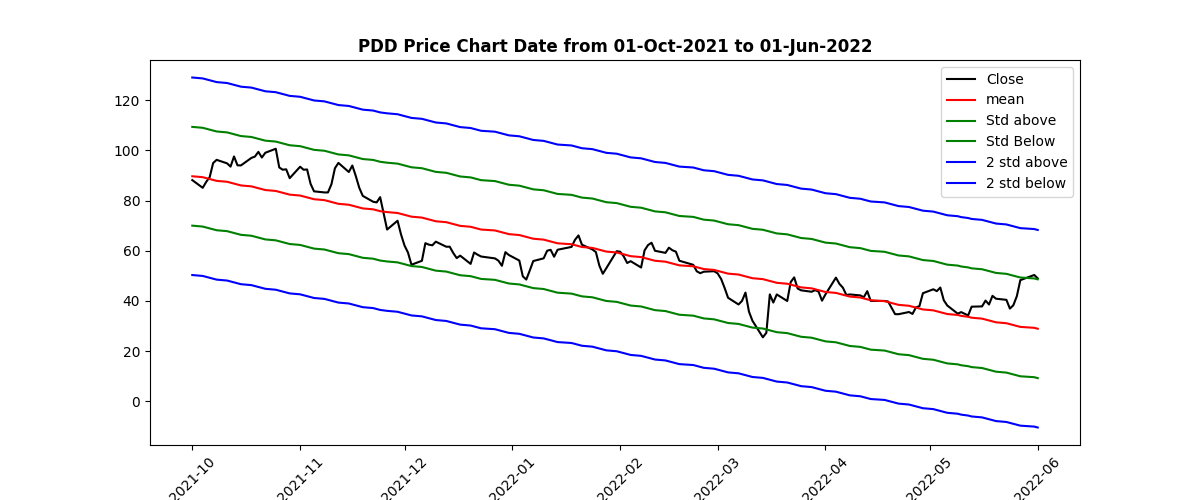 PDD Price Chart Date from 01-Oct-2021 to 01-Jun-2022
Close
mean
Std above
Std Below
2 std above
2 std below
120
100
80
60
40
20
0
2021-10
2021-11
2021-12
2022-01
2022-02
2022-03
2022-04
2022-05
2022-06